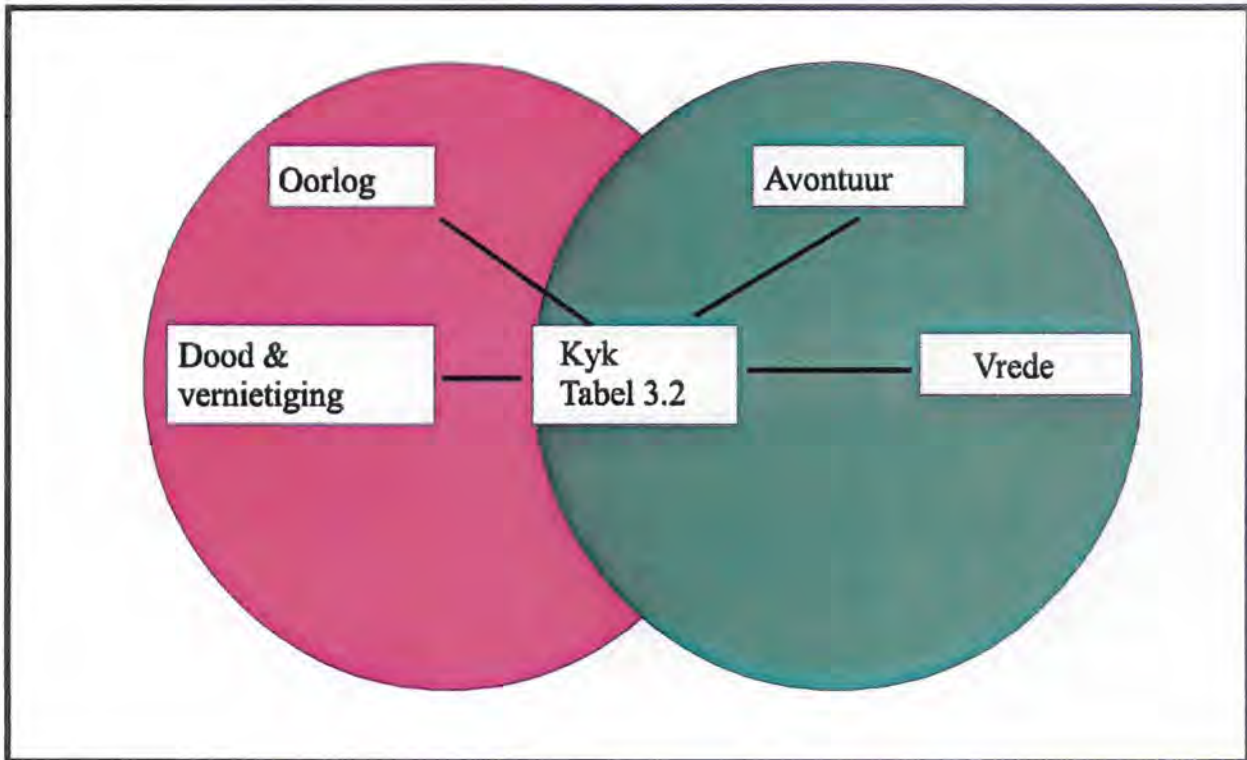 Oorlog
Avontuur
Dood &
vernietiging
Kyk
Tabel 3.2
Vrede